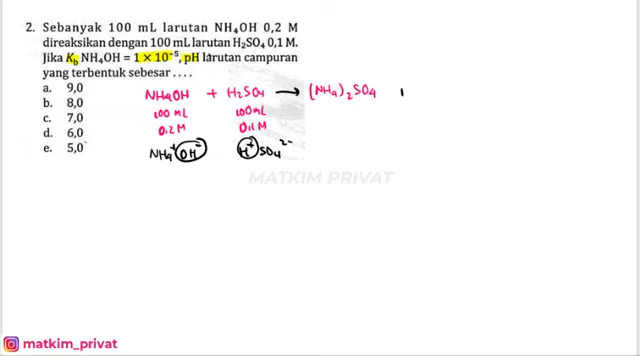 2. Sebanyak 100 mL larutan NH₄OH 0,2 M
direaksikan dengan 100 mL larutan H₂SO₄ 0,1 M.
Jika K_b NH₄OH = 1 × 10⁻⁵, pH larutan campuran
yang terbentuk sebesar . . . .
a. 9,0
b. 8,0
c. 7,0
d. 6,0
e. 5,0
NH4OH + H2SO4 → (NH4)2SO4
100 mL 100 mL
0,2 M 0,1 M
NH4⁺ OH⁻ H⁺ SO4²⁻
MATKIM PRIVAT
matkim_privat